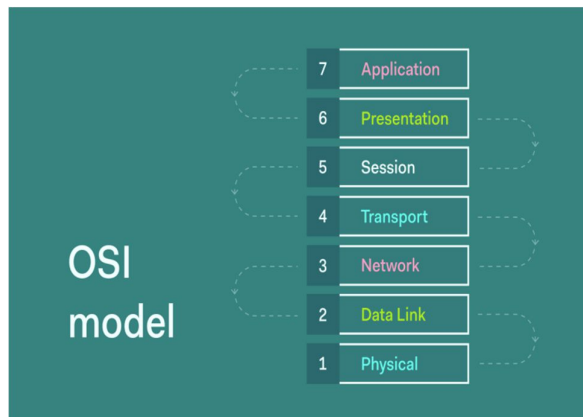 7 Application
6 Presentation
5 Session
4 Transport
3 Network
2 Data Link
1 Physical
OSI
model